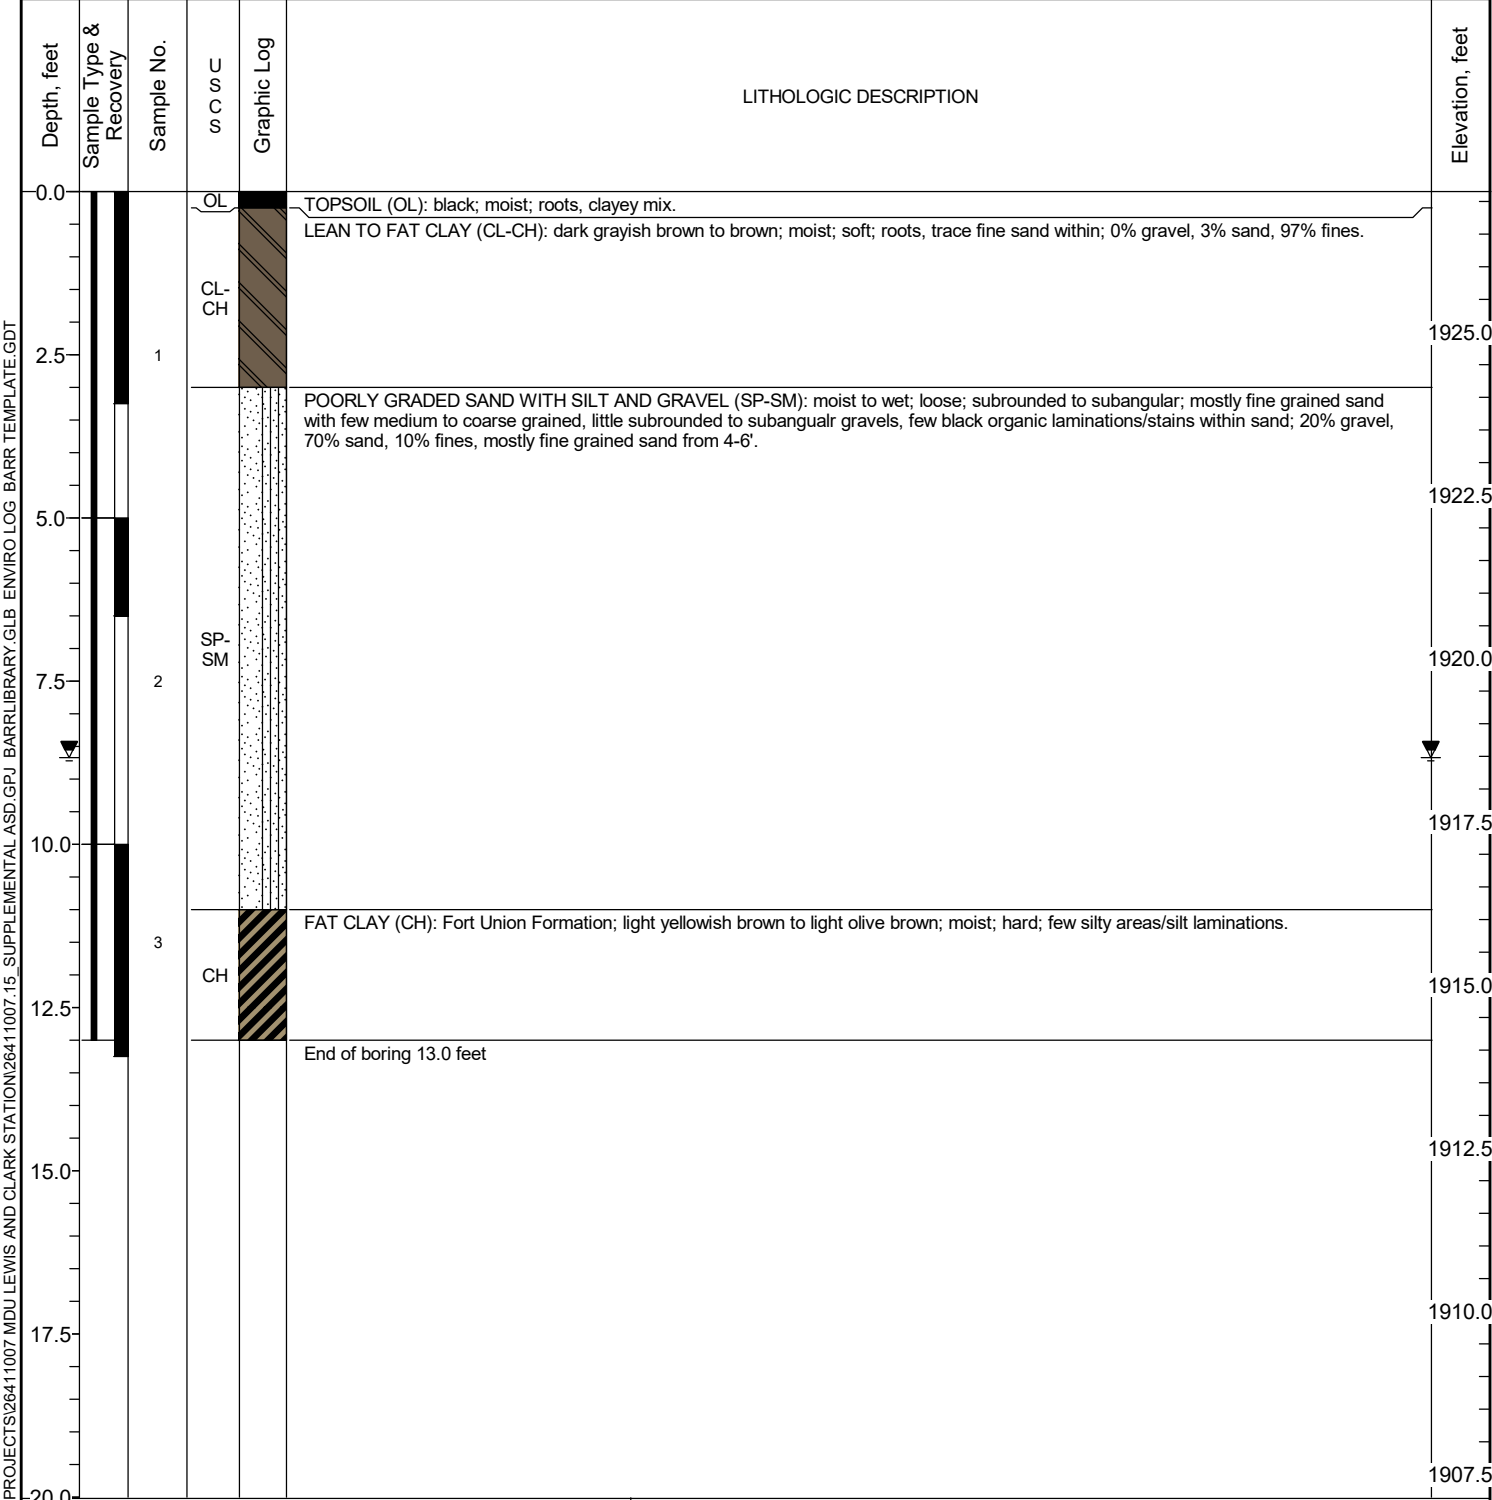 Depth, feet
Sample Type &
Recovery
Sample No.
U
S
C
S
Graphic Log
LITHOLOGIC DESCRIPTION
Elevation, feet
0.0
OL
TOPSOIL (OL): black; moist; roots, clayey mix.
LEAN TO FAT CLAY (CL-CH): dark grayish brown to brown; moist; soft; roots, trace fine sand within; 0% gravel, 3% sand, 97% fines.
CL-
CH
1925.0
2.5
1
POORLY GRADED SAND WITH SILT AND GRAVEL (SP-SM): moist to wet; loose; subrounded to subangular; mostly fine grained sand
with few medium to coarse grained, little subrounded to subangualr gravels, few black organic laminations/stains within sand; 20% gravel,
70% sand, 10% fines, mostly fine grained sand from 4-6'.
1922.5
5.0
SP-
SM
1920.0
7.5
2
1917.5
10.0
FAT CLAY (CH): Fort Union Formation; light yellowish brown to light olive brown; moist; hard; few silty areas/silt laminations.
3
CH
1915.0
12.5
End of boring 13.0 feet
1912.5
15.0
1910.0
17.5
1907.5
20.0
PROJECTS\26411007 MDU LEWIS AND CLARK STATION\26411007.15_SUPPLEMENTAL ASD.GPJ BARRLIBRARY.GLB ENVIRO LOG BARR TEMPLATE.GDT